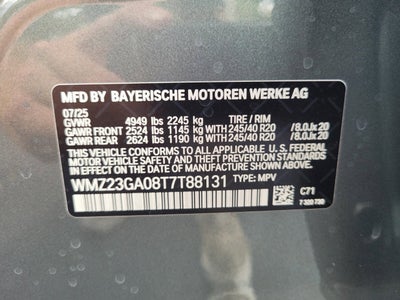 MFD BY BAYERISCHE MOTOREN WERKE AG
07/25
GVWR 4949 lbs 2245 kg TIRE / RIM
GAWR FRONT 2524 lbs 1145 kg WITH 245/40 R20 /8.0Jx20
GAWR REAR 2624 lbs 1190 kg WITH 245/40 R20 /8.0Jx20
THIS VEHICLE CONFORMS TO ALL APPLICABLE U.S. FEDERAL
MOTOR VEHICLE SAFETY, BUMPER, AND THEFT PREVENTION
STANDARDS IN EFFECT ON THE DATE OF MANUFACTURE SHOWN ABOVE.
WMZ23GA08T7T88131 TYPE: MPV
C71